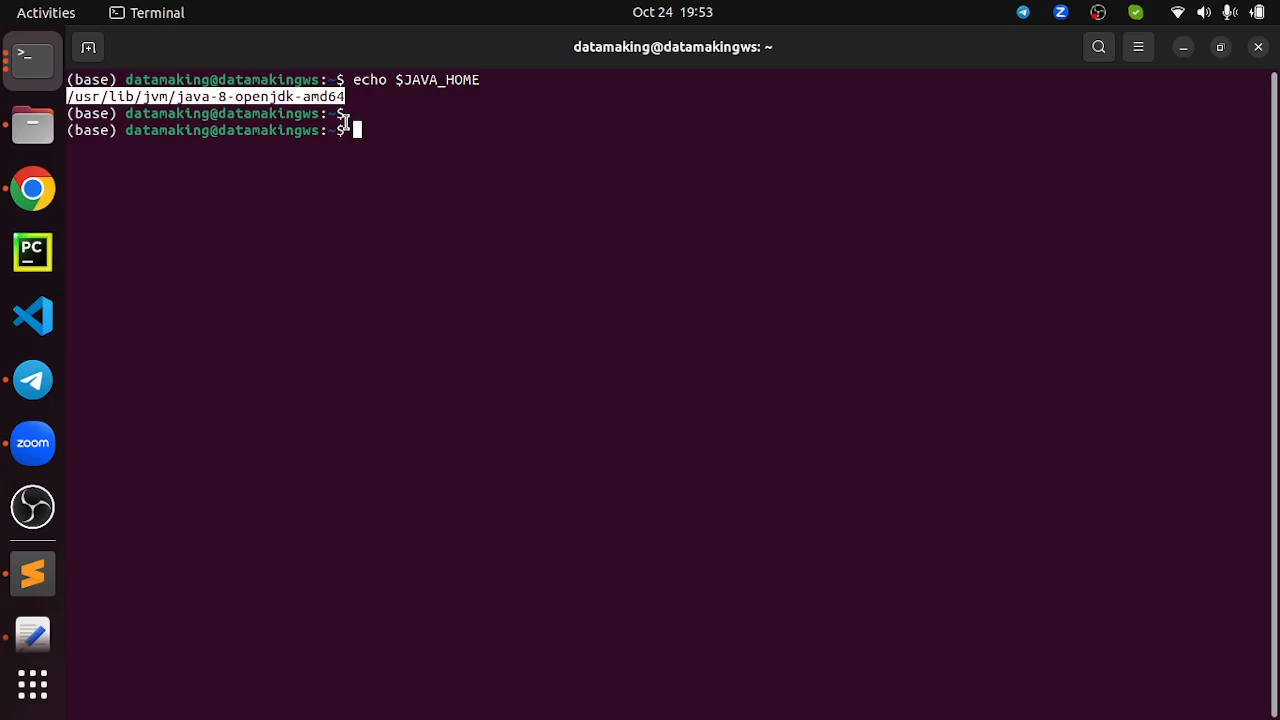 Activities Terminal Oct 24 19:53
datamaking@datamakingws: ~
(base) datamaking@datamakingws:~$ echo $JAVA_HOME
/usr/lib/jvm/java-8-openjdk-amd64
(base) datamaking@datamakingws:~$
(base) datamaking@datamakingws:~$
PC
zoom